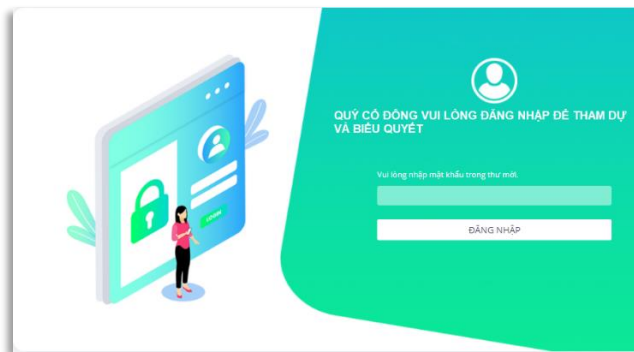 QUÝ CỔ ĐÔNG VUI LÒNG ĐĂNG NHẬP ĐỂ THAM DỰ
VÀ BIỂU QUYẾT
Vui lòng nhập mật khẩu trong thư mời.
ĐĂNG NHẬP
LOGIN